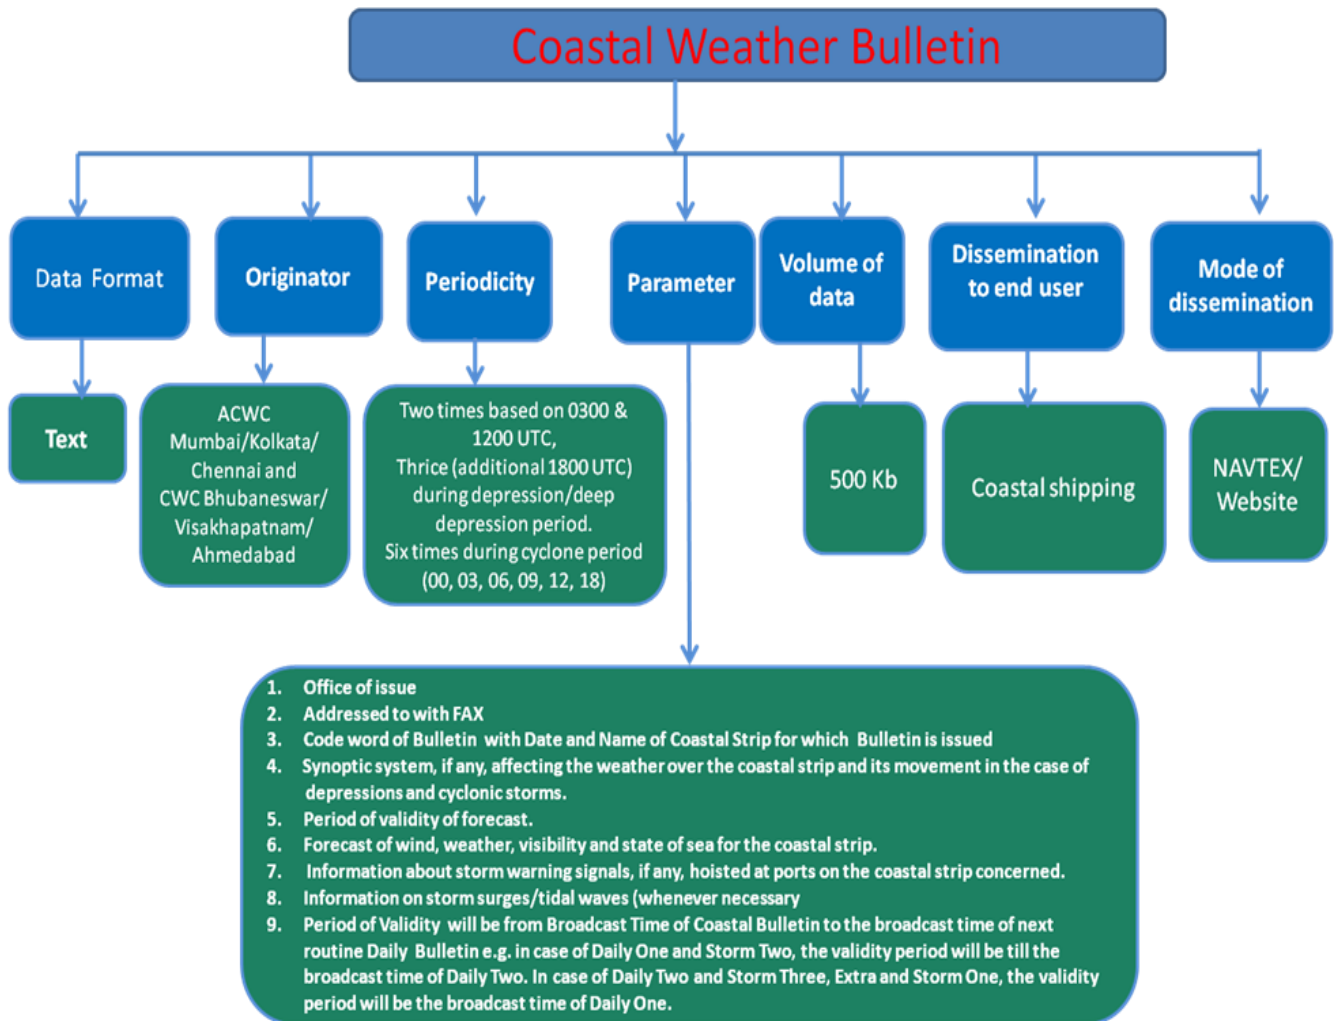 Coastal Weather Bulletin
Data Format
Originator
Periodicity
Parameter
Volume of
data
Dissemination
to end user
Mode of
dissemination
Text
ACWC
Mumbai/Kolkata/
Chennai and
CWC Bhubaneswar/
Visakhapatnam/
Ahmedabad
Two times based on 0300 &
1200 UTC,
Thrice (additional 1800 UTC)
during depression/deep
depression period.
Six times during cyclone period
(00, 03, 06, 09, 12, 18)
500 Kb
Coastal shipping
NAVTEX/
Website
1. Office of issue
2. Addressed to with FAX
3. Code word of Bulletin with Date and Name of Coastal Strip for which Bulletin is issued
4. Synoptic system, if any, affecting the weather over the coastal strip and its movement in the case of
depressions and cyclonic storms.
5. Period of validity of forecast.
6. Forecast of wind, weather, visibility and state of sea for the coastal strip.
7. Information about storm warning signals, if any, hoisted at ports on the coastal strip concerned.
8. Information on storm surges/tidal waves (whenever necessary
9. Period of Validity will be from Broadcast Time of Coastal Bulletin to the broadcast time of next
routine Daily Bulletin e.g. in case of Daily One and Storm Two, the validity period will be till the
broadcast time of Daily Two. In case of Daily Two and Storm Three, Extra and Storm One, the validity
period will be the broadcast time of Daily One.